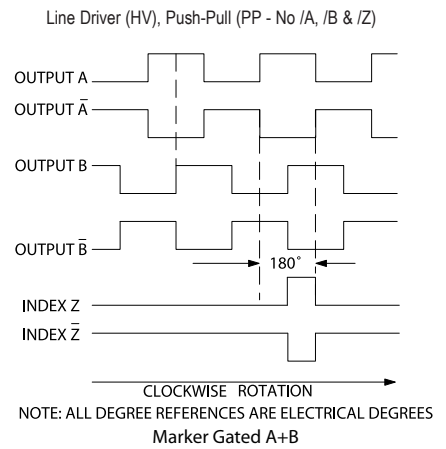 Line Driver (HV), Push-Pull (PP - No /A, /B & /Z)
OUTPUT A
OUTPUT A̅
OUTPUT B
OUTPUT B̅
180°
INDEX Z
INDEX Z̅
CLOCKWISE ROTATION
NOTE: ALL DEGREE REFERENCES ARE ELECTRICAL DEGREES
Marker Gated A+B